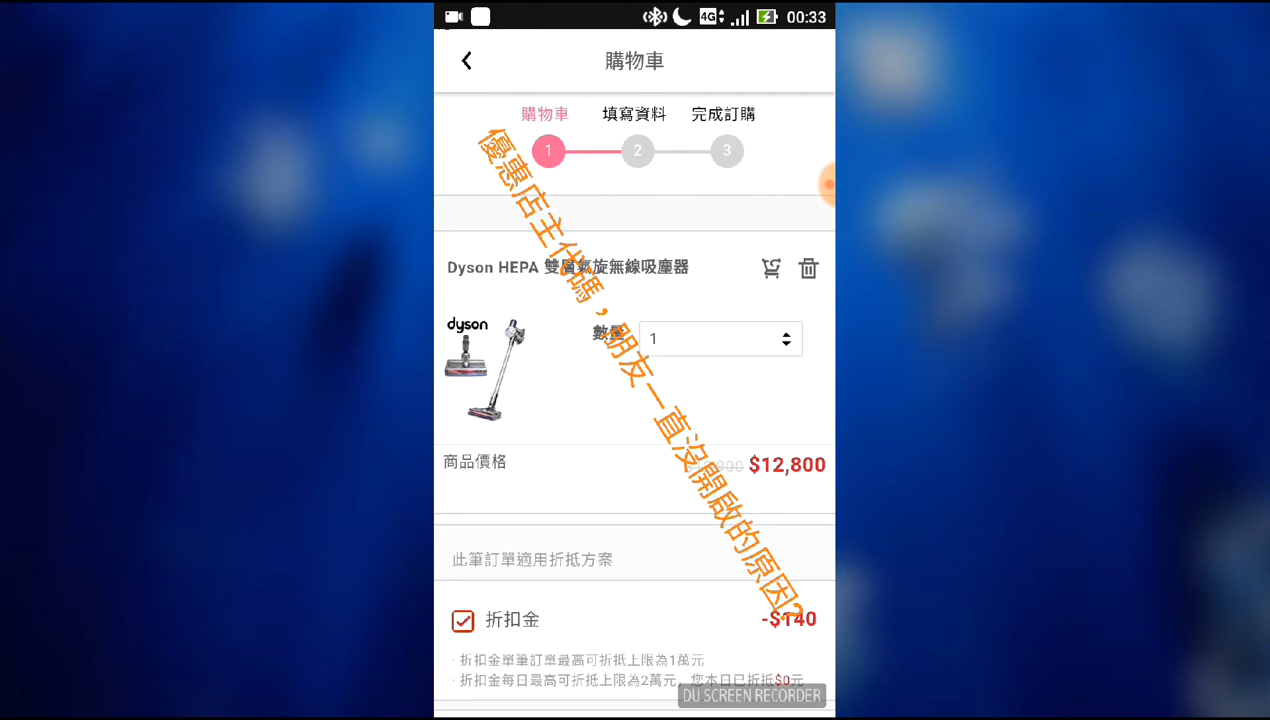 4G 00:33
購物車
購物車 填寫資料 完成訂購
1 2 3
優惠店主代碼，朋友一直沒開啟的原因?
Dyson HEPA 雙層氣旋無線吸塵器
dyson
數量 1
商品價格 $12,800
此筆訂單適用折抵方案
折扣金 -$140
· 折扣金單筆訂單最高可折抵上限為1萬元
· 折扣金每日最高可折抵上限為2萬元，您本日已折抵$0元
DU SCREEN RECORDER